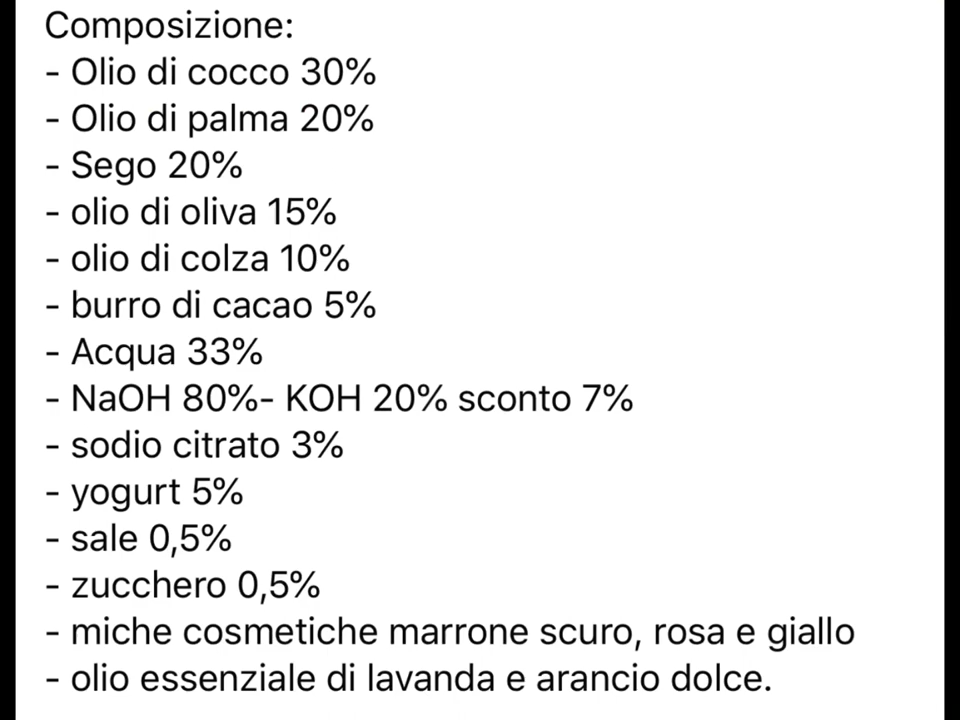 Composizione:
- Olio di cocco 30%
- Olio di palma 20%
- Sego 20%
- olio di oliva 15%
- olio di colza 10%
- burro di cacao 5%
- Acqua 33%
- NaOH 80%- KOH 20% sconto 7%
- sodio citrato 3%
- yogurt 5%
- sale 0,5%
- zucchero 0,5%
- miche cosmetiche marrone scuro, rosa e giallo
- olio essenziale di lavanda e arancio dolce.